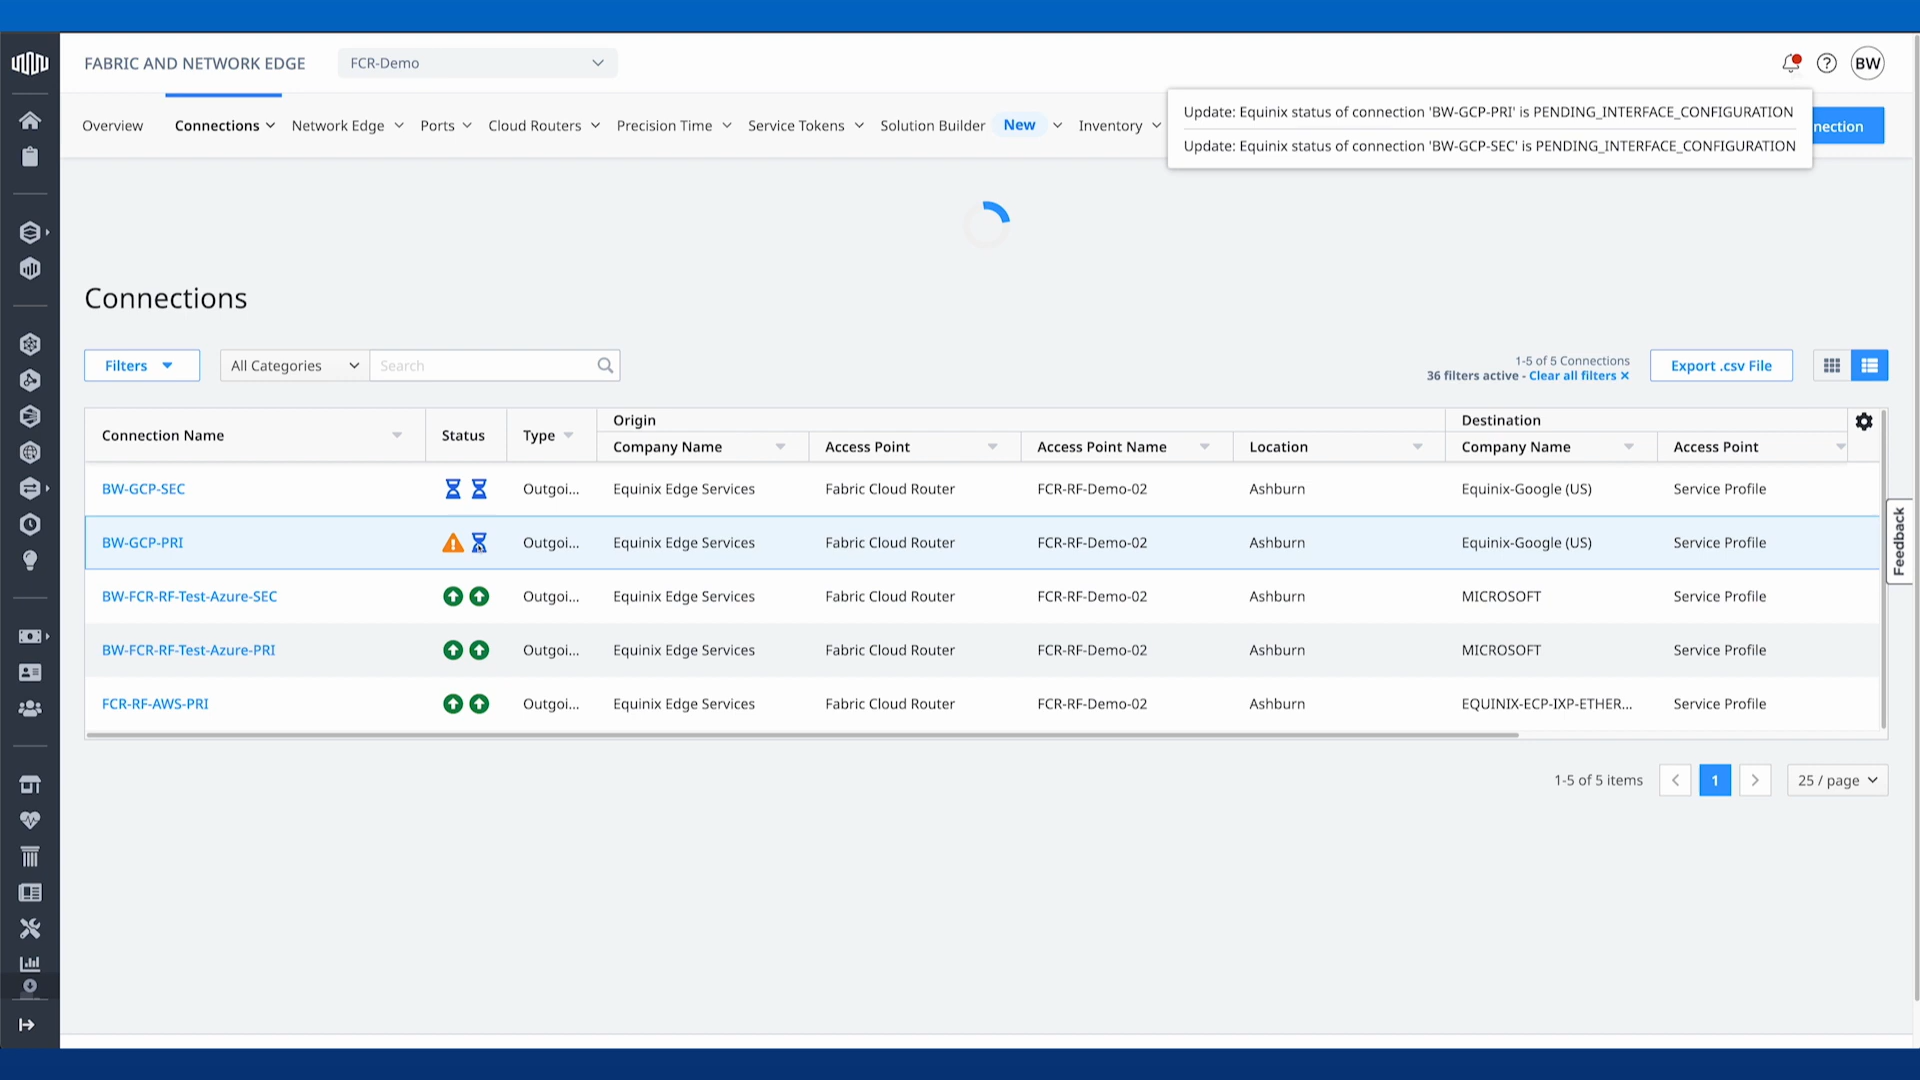 FABRIC AND NETWORK EDGE
FCR-Demo
BW
Overview
Connections
Network Edge
Ports
Cloud Routers
Precision Time
Service Tokens
Solution Builder
New
Inventory
nection
Update: Equinix status of connection 'BW-GCP-PRI' is PENDING_INTERFACE_CONFIGURATION
Update: Equinix status of connection 'BW-GCP-SEC' is PENDING_INTERFACE_CONFIGURATION
Connections
Filters
All Categories
Search
1-5 of 5 Connections
36 filters active - Clear all filters ×
Export .csv File
Connection Name
Status
Type
Origin
Destination
Company Name
Access Point
Access Point Name
Location
Company Name
Access Point
BW-GCP-SEC Outgoi... Equinix Edge Services Fabric Cloud Router FCR-RF-Demo-02 Ashburn Equinix-Google (US) Service Profile
BW-GCP-PRI Outgoi... Equinix Edge Services Fabric Cloud Router FCR-RF-Demo-02 Ashburn Equinix-Google (US) Service Profile
BW-FCR-RF-Test-Azure-SEC Outgoi... Equinix Edge Services Fabric Cloud Router FCR-RF-Demo-02 Ashburn MICROSOFT Service Profile
BW-FCR-RF-Test-Azure-PRI Outgoi... Equinix Edge Services Fabric Cloud Router FCR-RF-Demo-02 Ashburn MICROSOFT Service Profile
FCR-RF-AWS-PRI Outgoi... Equinix Edge Services Fabric Cloud Router FCR-RF-Demo-02 Ashburn EQUINIX-ECP-IXP-ETHER... Service Profile
Feedback
1-5 of 5 items
1
25 / page